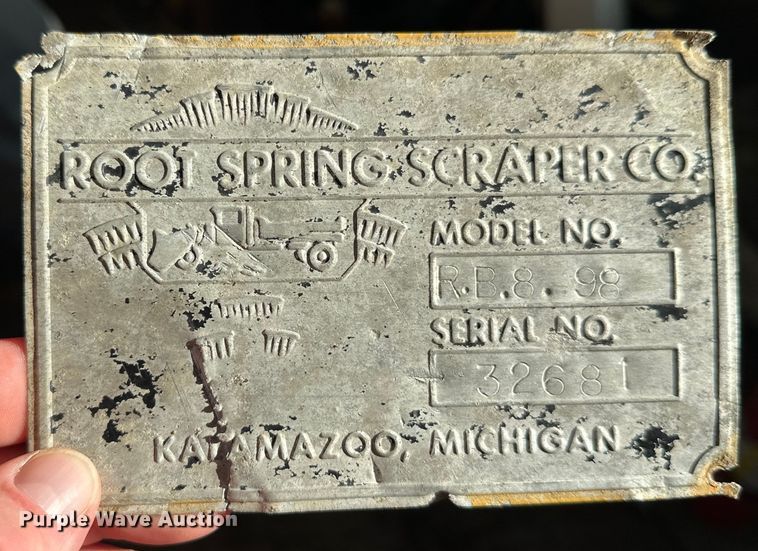 ROOT SPRING SCRAPER CO.
MODEL NO.
R.B.8.98
SERIAL NO.
32681
KALAMAZOO, MICHIGAN
Purple Wave Auction